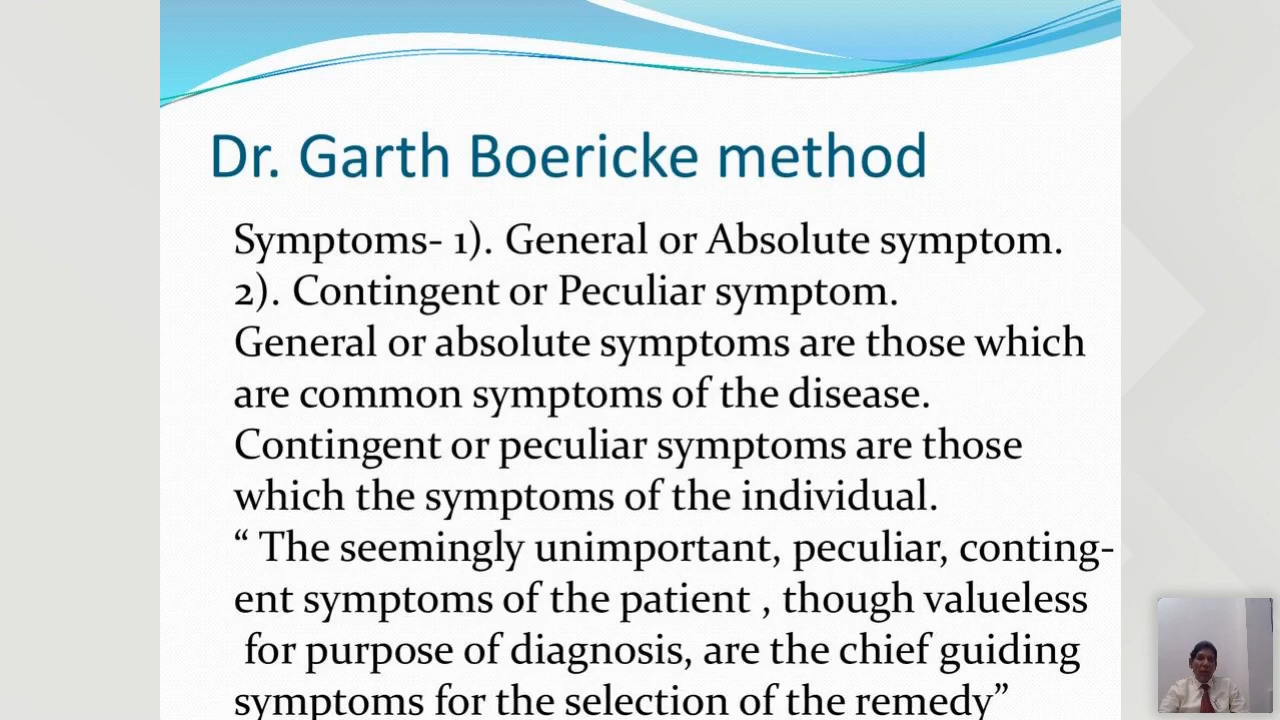 Dr. Garth Boericke method
Symptoms- 1). General or Absolute symptom.
2). Contingent or Peculiar symptom.
General or absolute symptoms are those which
are common symptoms of the disease.
Contingent or peculiar symptoms are those
which the symptoms of the individual.
“ The seemingly unimportant, peculiar, conting-
ent symptoms of the patient , though valueless
for purpose of diagnosis, are the chief guiding
symptoms for the selection of the remedy”